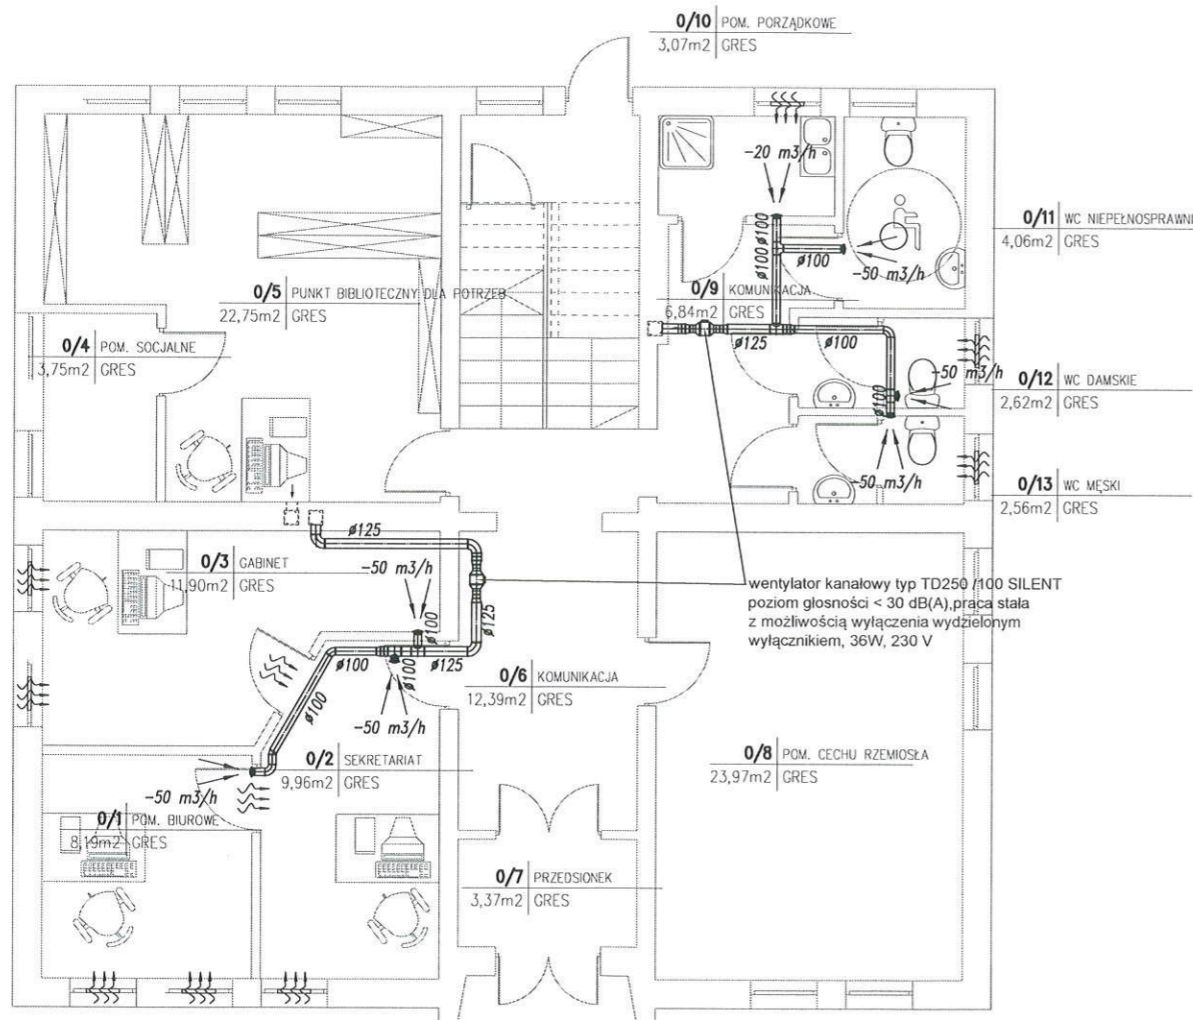 0/10 POM. PORZĄDKOWE
3,07m2 GRES
-20 m3/h
ø100
ø100
ø100
ø100
-50 m3/h
0/11 WC NIEPEŁNOSPRAWNI
4,06m2 GRES
0/5 PUNKT BIBLIOTECZNY DLA POTRZEB
22,75m2 GRES
0/9 KOMUNIKACJA
6,84m2 GRES
ø125
ø100
0/4 POM. SOCJALNE
3,75m2 GRES
-50 m3/h
ø100
0/12 WC DAMSKIE
2,62m2 GRES
-50 m3/h
0/13 WC MĘSKI
2,56m2 GRES
ø125
0/3 GABINET
11,90m2 GRES
-50 m3/h
ø100
ø125
wentylator kanałowy typ TD250 /100 SILENT
poziom głosności < 30 dB(A),praca stała
z możliwością wyłączenia wydzielonym
wyłącznikiem, 36W, 230 V
ø100
ø100
ø125
ø100
-50 m3/h
0/6 KOMUNIKACJA
12,39m2 GRES
0/2 SEKRETARIAT
9,96m2 GRES
0/8 POM. CECHU RZEMIOSŁA
23,97m2 GRES
-50 m3/h
0/1 POM. BIUROWE
8,19m2 GRES
0/7 PRZEDSIONEK
3,37m2 GRES